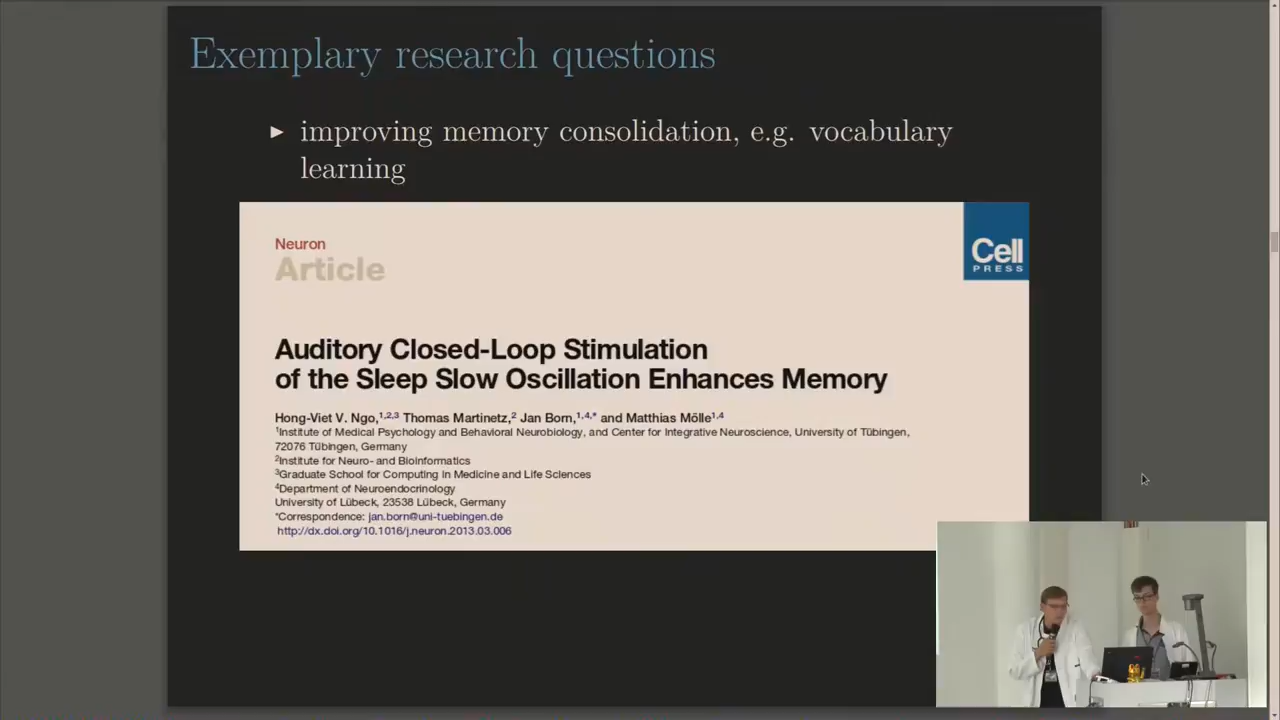 Exemplary research questions
► improving memory consolidation, e.g. vocabulary
learning
Neuron
Article
Cell
PRESS
Auditory Closed-Loop Stimulation
of the Sleep Slow Oscillation Enhances Memory
Hong-Viet V. Ngo,1,2,3 Thomas Martinetz,2 Jan Born,1,4,* and Matthias Mölle1,4
1Institute of Medical Psychology and Behavioral Neurobiology, and Center for Integrative Neuroscience, University of Tübingen,
72076 Tübingen, Germany
2Institute for Neuro- and Bioinformatics
3Graduate School for Computing in Medicine and Life Sciences
4Department of Neuroendocrinology
University of Lübeck, 23538 Lübeck, Germany
*Correspondence: jan.born@uni-tuebingen.de
http://dx.doi.org/10.1016/j.neuron.2013.03.006